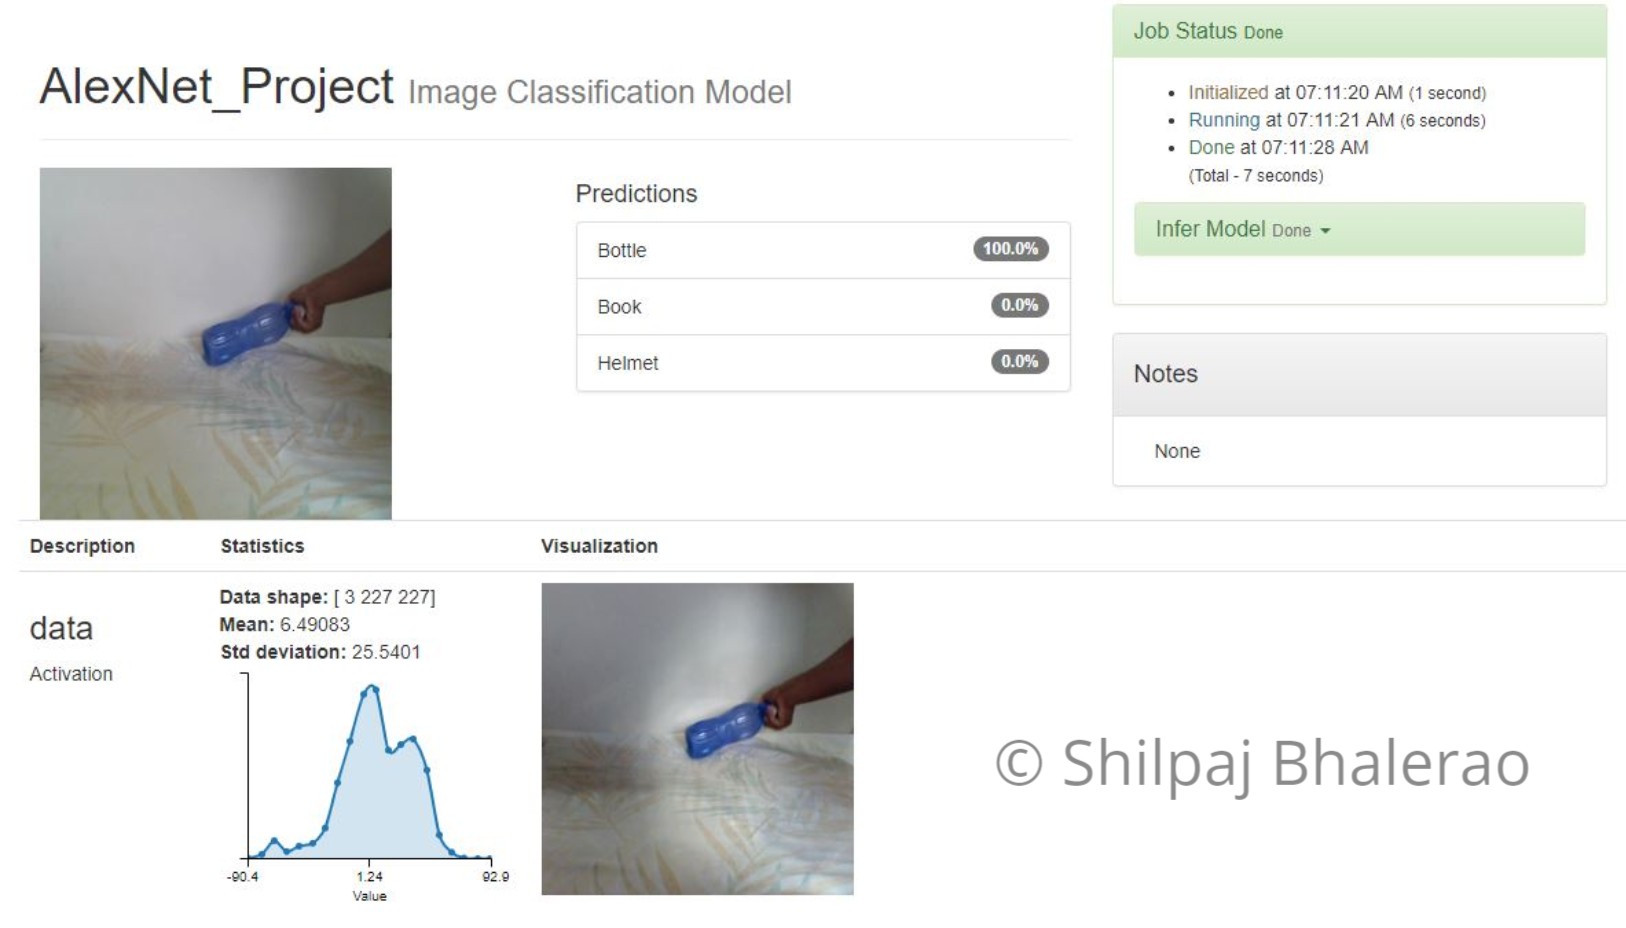 AlexNet_Project Image Classification Model
Predictions
Bottle 100.0%
Book 0.0%
Helmet 0.0%
Job Status Done
Initialized at 07:11:20 AM (1 second)
Running at 07:11:21 AM (6 seconds)
Done at 07:11:28 AM
(Total - 7 seconds)
Infer Model Done
Notes
None
Description Statistics Visualization
data
Activation
Data shape: [ 3 227 227]
Mean: 6.49083
Std deviation: 25.5401
-90.4 1.24 92.9
Value
© Shilpaj Bhalerao